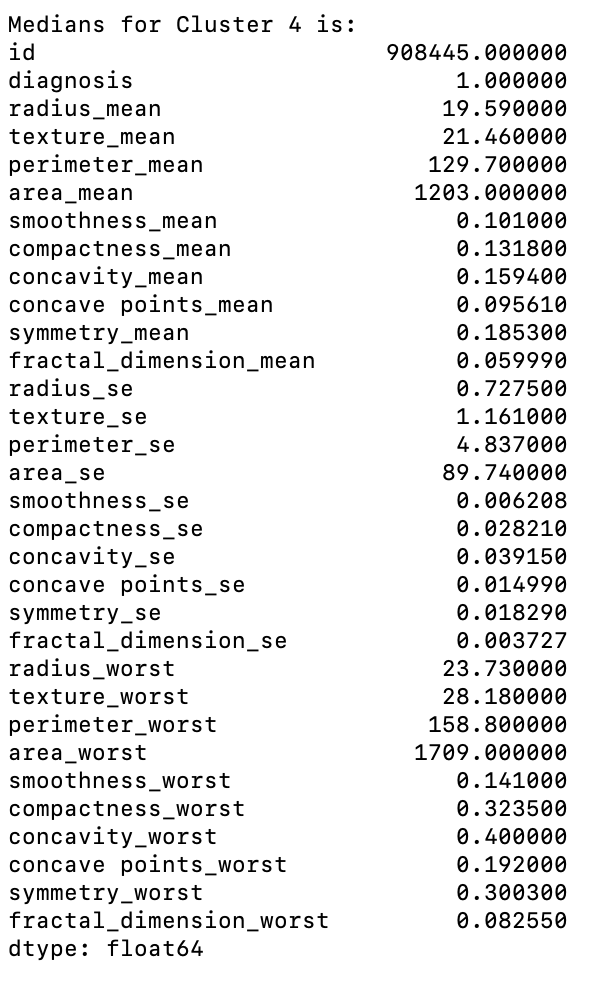 Medians for Cluster 4 is:
id                         908445.000000
diagnosis                       1.000000
radius_mean                    19.590000
texture_mean                   21.460000
perimeter_mean                129.700000
area_mean                    1203.000000
smoothness_mean                 0.101000
compactness_mean                0.131800
concavity_mean                  0.159400
concave points_mean             0.095610
symmetry_mean                   0.185300
fractal_dimension_mean          0.059990
radius_se                       0.727500
texture_se                      1.161000
perimeter_se                    4.837000
area_se                        89.740000
smoothness_se                   0.006208
compactness_se                  0.028210
concavity_se                    0.039150
concave points_se               0.014990
symmetry_se                     0.018290
fractal_dimension_se            0.003727
radius_worst                   23.730000
texture_worst                  28.180000
perimeter_worst               158.800000
area_worst                   1709.000000
smoothness_worst                0.141000
compactness_worst               0.323500
concavity_worst                 0.400000
concave points_worst            0.192000
symmetry_worst                  0.300300
fractal_dimension_worst         0.082550
dtype: float64